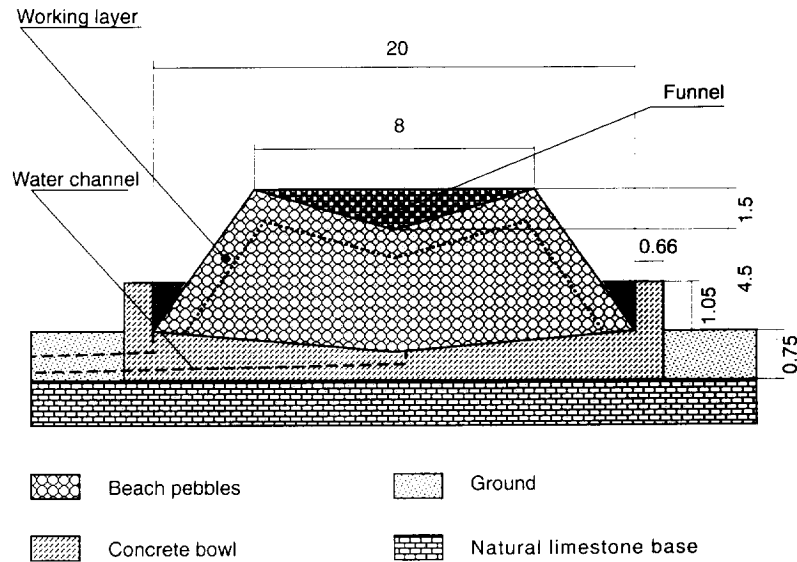 Working layer
20
Funnel
8
Water channel
1.5
0.66
4.5
1.05
0.75
Beach pebbles
Ground
Concrete bowl
Natural limestone base